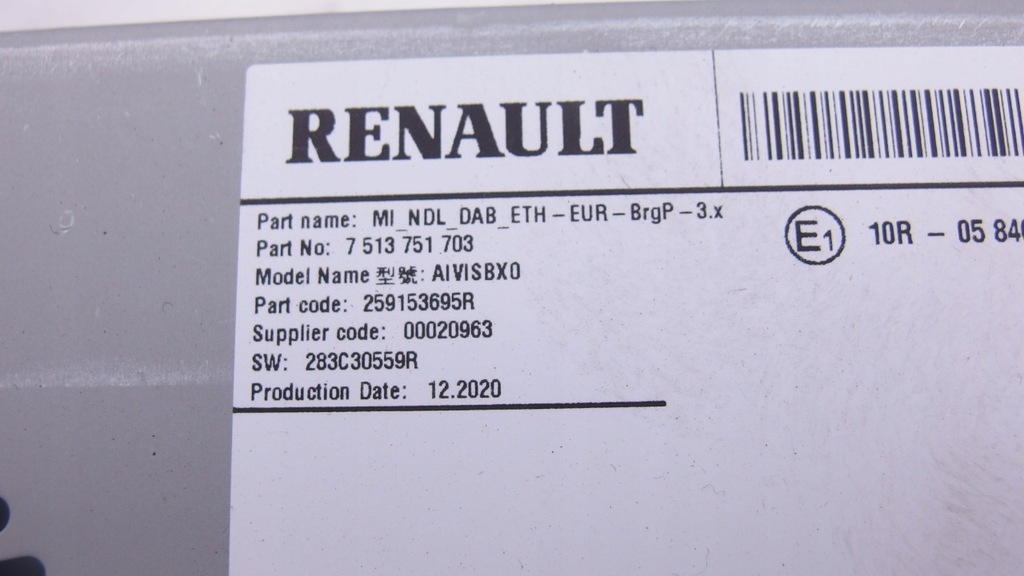 RENAULT
Part name: MI_NDL_DAB_ETH-EUR-BrgP-3.x
Part No: 7 513 751 703
Model Name 型號: AIVISBX0
Part code: 259153695R
Supplier code: 00020963
SW: 283C30559R
Production Date: 12.2020
E1 10R - 05 840